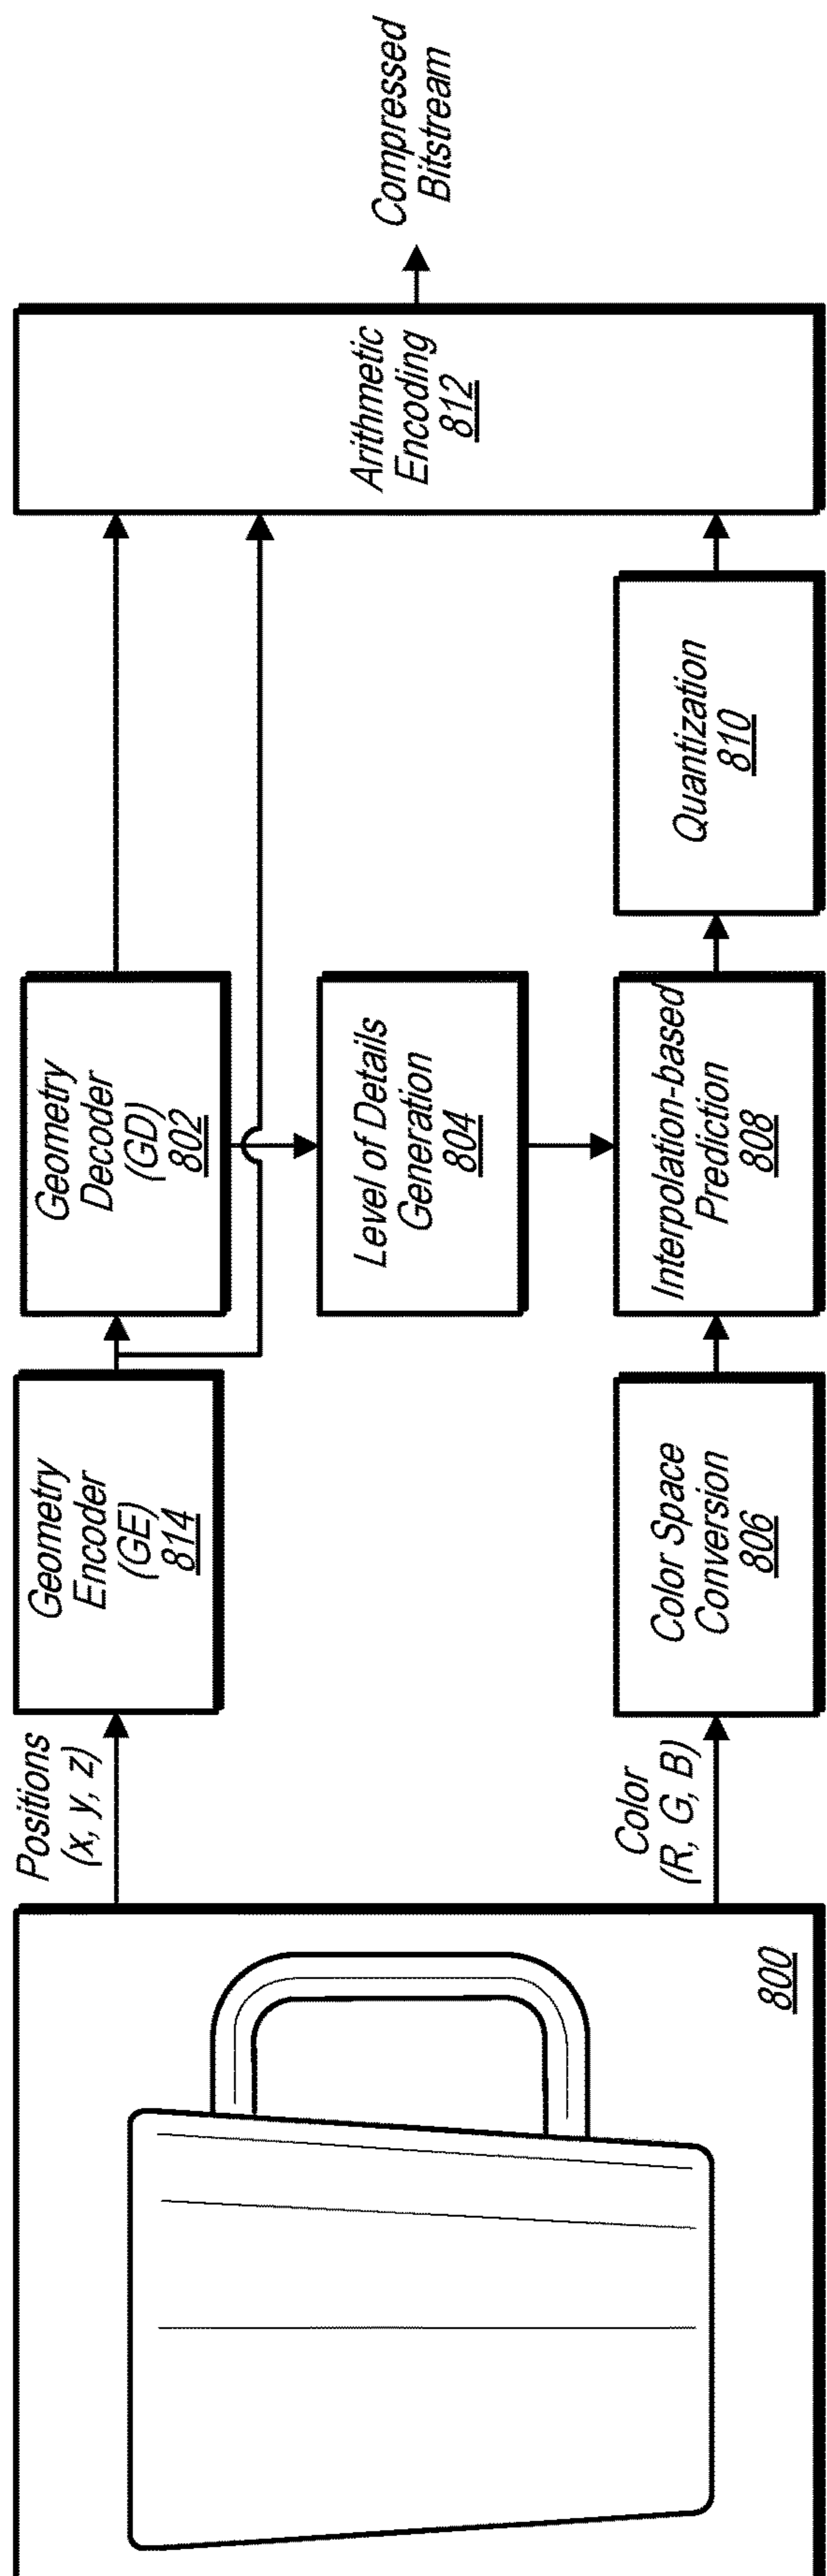 800
Positions
(x, y, z)
Color
(R, G, B)
Geometry
Encoder
(GE)
814
Color Space
Conversion
806
Geometry
Decoder
(GD)
802
Level of Details
Generation
804
Interpolation-based
Prediction
808
Quantization
810
Arithmetic
Encoding
812
Compressed
Bitstream